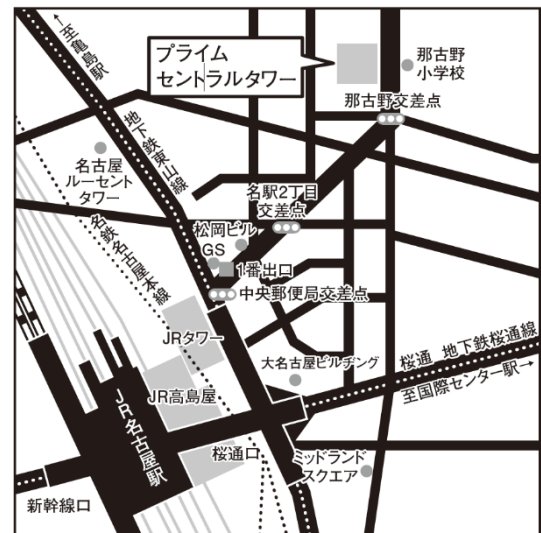 至亀島駅
プライム
セントラルタワー
那古野
小学校
那古野交差点
地下鉄東山線
名古屋
ルーセント
タワー
名鉄名古屋本線
名駅2丁目
交差点
松岡ビル
GS
1番出口
中央郵便局交差点
JRタワー
大名古屋ビルヂング
桜通 地下鉄桜通線
至国際センター駅→
JR高島屋
JR名古屋駅
桜通口
ミッドランド
スクエア
新幹線口